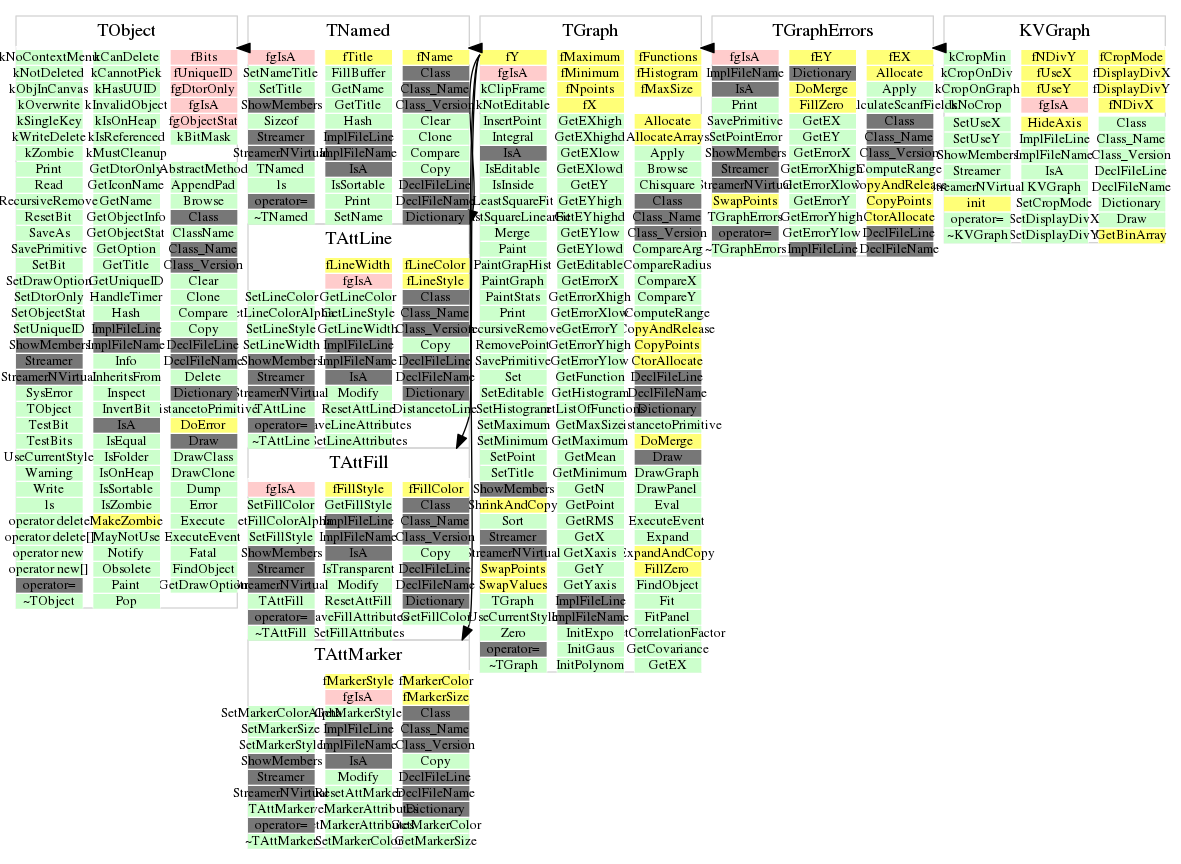 TObject
kNoContextMenu kCanDelete fBits
kNotDeleted kCannotPick fUniqueID
kObjInCanvas kHasUUID fgDtorOnly
kOverwrite kInvalidObject fgIsA
kSingleKey kIsOnHeap fgObjectStat
kWriteDelete kIsReferenced kBitMask
kZombie kMustCleanup
Print GetDtorOnly AbstractMethod
Read GetIconName AppendPad
RecursiveRemove GetName Browse
ResetBit GetObjectInfo Class
SaveAs GetObjectStat ClassName
SavePrimitive GetOption Class_Name
SetBit GetTitle Class_Version
SetDrawOption GetUniqueID Clear
SetDtorOnly HandleTimer Clone
SetObjectStat Hash Compare
SetUniqueID ImplFileLine Copy
ShowMembers ImplFileName DeclFileLine
Streamer Info DeclFileName
StreamerNVirtual InheritsFrom Delete
SysError Inspect Dictionary
TObject InvertBit istancetoPrimitive
TestBit IsA DoError
TestBits IsEqual Draw
UseCurrentStyle IsFolder DrawClass
Warning IsOnHeap DrawClone
Write IsSortable Dump
ls IsZombie Error
operator delete MakeZombie Execute
operator delete[] MayNotUse ExecuteEvent
operator new Notify Fatal
operator new[] Obsolete FindObject
operator= Paint GetDrawOption
~TObject Pop
TNamed
fgIsA fTitle fName
SetNameTitle FillBuffer Class
SetTitle GetName Class_Name
ShowMembers GetTitle Class_Version
Sizeof Hash Clear
Streamer ImplFileLine Clone
StreamerNVirtual ImplFileName Compare
TNamed IsA Copy
ls IsSortable DeclFileLine
operator= Print DeclFileName
~TNamed SetName Dictionary
TAttLine
fLineWidth fLineColor
fgIsA fLineStyle
SetLineColor GetLineColor Class
etLineColorAlpha GetLineStyle Class_Name
SetLineStyle GetLineWidth Class_Version
SetLineWidth ImplFileLine Copy
ShowMembers ImplFileName DeclFileLine
Streamer IsA DeclFileName
StreamerNVirtual Modify Dictionary
TAttLine ResetAttLine DistancetoLine
operator= aveLineAttributes
~TAttLine SetLineAttributes
TAttFill
fgIsA fFillStyle fFillColor
SetFillColor GetFillStyle Class
etFillColorAlpha ImplFileLine Class_Name
SetFillStyle ImplFileName Class_Version
ShowMembers IsA Copy
Streamer IsTransparent DeclFileLine
treamerNVirtual Modify DeclFileName
TAttFill ResetAttFill Dictionary
operator= aveFillAttributes GetFillColor
~TAttFill SetFillAttributes
TAttMarker
fMarkerStyle fMarkerColor
fgIsA fMarkerSize
SetMarkerColorAlpha GetMarkerStyle Class
SetMarkerSize ImplFileLine Class_Name
SetMarkerStyle ImplFileName Class_Version
ShowMembers IsA Copy
Streamer Modify DeclFileLine
StreamerNVirtual ResetAttMarker DeclFileName
TAttMarker veMarkerAttributes Dictionary
operator= etMarkerAttributes GetMarkerColor
~TAttMarker SetMarkerColor GetMarkerSize
TGraph
fY fMaximum fFunctions
fgIsA fMinimum fHistogram
kClipFrame fNpoints fMaxSize
kNotEditable fX
InsertPoint GetEXhigh Allocate
Integral GetEXhighd AllocateArrays
IsA GetEXlow Apply
IsEditable GetEXlowd Browse
IsInside GetEY Chisquare
LeastSquareFit GetEYhigh Class
astSquareLinearFit GetEYhighd Class_Name
Merge GetEYlow Class_Version
Paint GetEYlowd CompareArg
PaintGraphHist GetEditable CompareRadius
PaintGraph GetErrorX CompareX
PaintStats GetErrorXhigh CompareY
Print GetErrorXlow ComputeRange
ecursiveRemove GetErrorY CopyAndRelease
RemovePoint GetErrorYhigh CopyPoints
SavePrimitive GetErrorYlow CtorAllocate
Set GetFunction DeclFileLine
SetEditable GetHistogram DeclFileName
SetHistogram etListOfFunctions Dictionary
SetMaximum GetMaxSize istancetoPrimitive
SetMinimum GetMaximum DoMerge
SetPoint GetMean Draw
SetTitle GetMinimum DrawGraph
ShowMembers GetN DrawPanel
ShrinkAndCopy GetPoint Eval
Sort GetRMS ExecuteEvent
Streamer GetX Expand
treamerNVirtual GetXaxis ExpandAndCopy
SwapPoints GetY FillZero
SwapValues GetYaxis FindObject
TGraph ImplFileLine Fit
UseCurrentStyle ImplFileName FitPanel
Zero InitExpo tCorrelationFactor
operator= InitGaus GetCovariance
~TGraph InitPolynom GetEX
TGraphErrors
fgIsA fEY fEX
ImplFileName Dictionary Allocate
IsA DoMerge Apply
Print FillZero lculateScanfFields
SavePrimitive GetEX Class
SetPointError GetEY Class_Name
ShowMembers GetErrorX Class_Version
Streamer GetErrorXhigh ComputeRange
treamerNVirtual GetErrorXlow CopyAndRelease
SwapPoints GetErrorY CopyPoints
TGraphErrors GetErrorYhigh CtorAllocate
operator= GetErrorYlow DeclFileLine
~TGraphErrors ImplFileLine DeclFileName
KVGraph
kCropMin fNDivY fCropMode
kCropOnDiv fUseX fDisplayDivX
kCropOnGraph fUseY fDisplayDivY
kNoCrop fgIsA fNDivX
SetUseX HideAxis Class
SetUseY ImplFileLine Class_Name
ShowMembers ImplFileName Class_Version
Streamer IsA DeclFileLine
reamerNVirtual KVGraph DeclFileName
init SetCropMode Dictionary
operator= SetDisplayDivX Draw
~KVGraph SetDisplayDivY GetBinArray